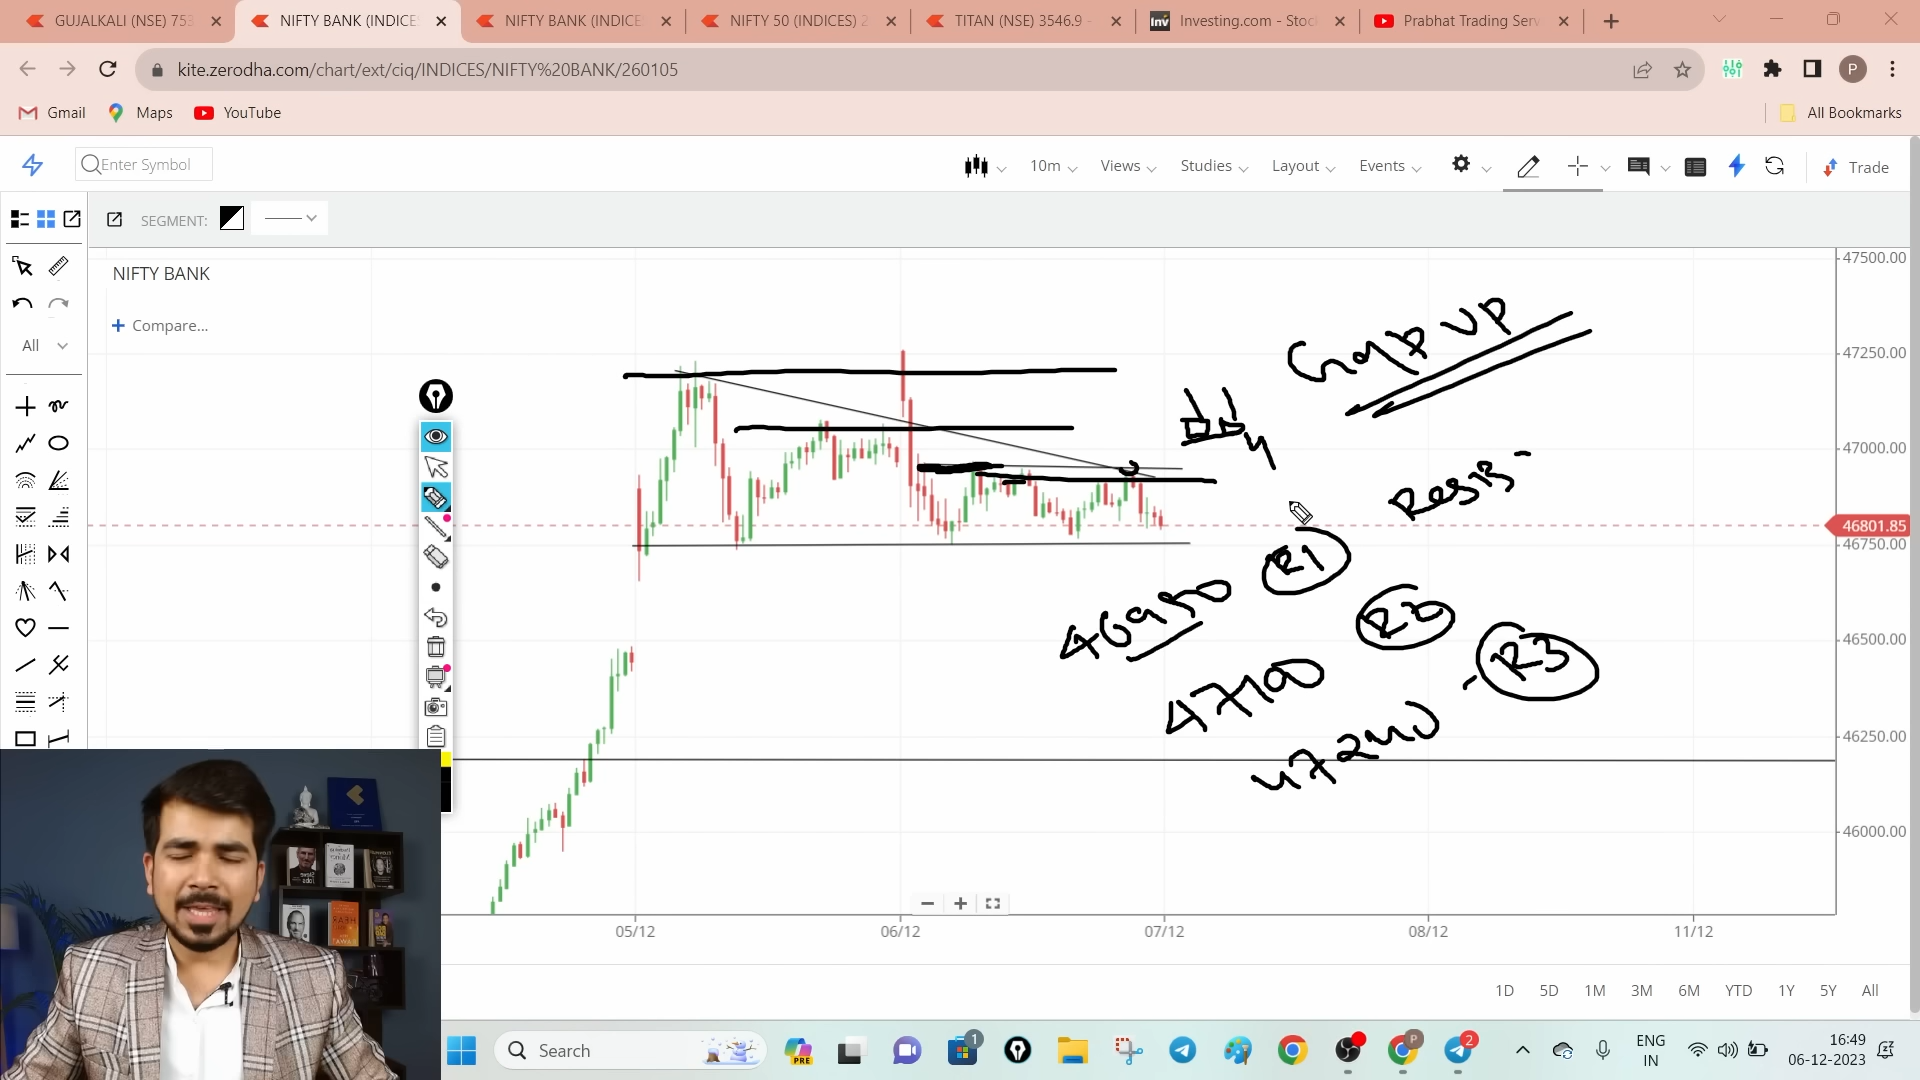 GUJALKALI (NSE) 753
NIFTY BANK (INDICE
NIFTY BANK (INDICE
NIFTY 50 (INDICES) 2
TITAN (NSE) 3546.9 -
Inv
Investing.com - Stoc
Prabhat Trading Serv
kite.zerodha.com/chart/ext/ciq/INDICES/NIFTY%20BANK/260105
P
Gmail
Maps
YouTube
All Bookmarks
Enter Symbol
10m
Views
Studies
Layout
Events
Trade
SEGMENT:
NIFTY BANK
Compare...
All
47500.00
47250.00
47000.00
46801.85
46750.00
46500.00
46250.00
46000.00
Gap up
Resis -
R1
46950
R2
47100
R3
47200
05/12
06/12
07/12
08/12
11/12
1D
5D
1M
3M
6M
YTD
1Y
5Y
All
Search
PRE
1
P
2
ENG
IN
16:49
06-12-2023